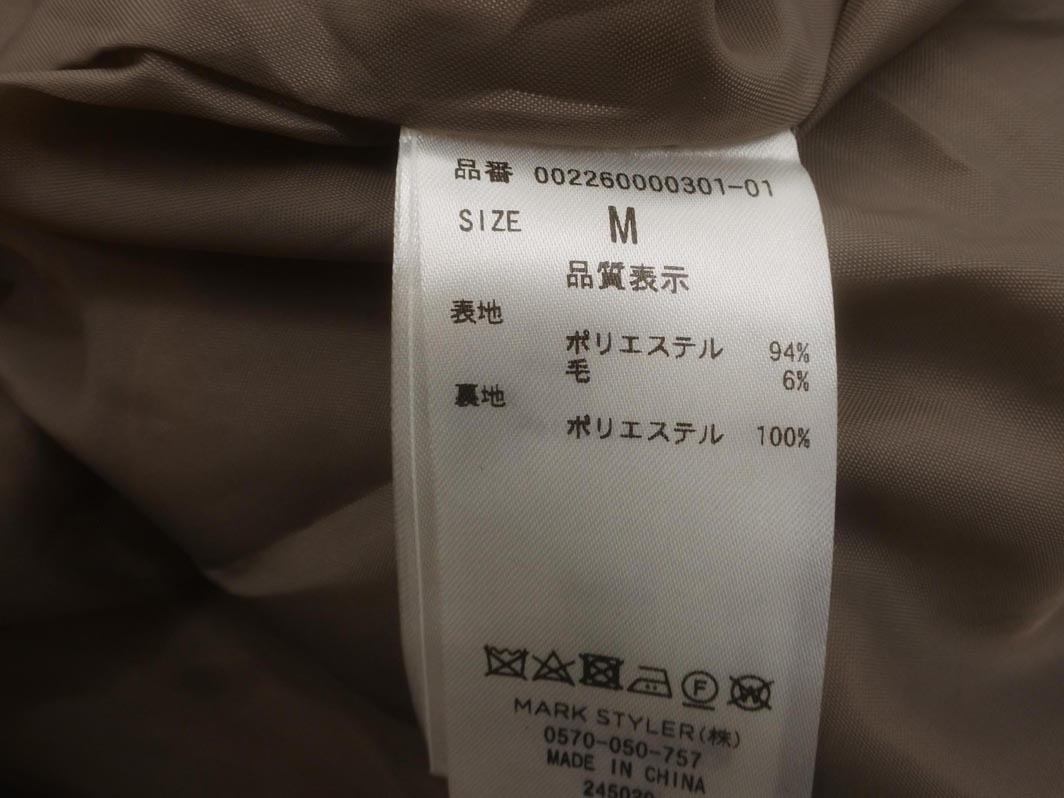 品番 002260000301-01
SIZE M
品質表示
表地
ポリエステル 94%
毛 6%
裏地
ポリエステル 100%
F W
MARK STYLER(株)
0570-050-757
MADE IN CHINA